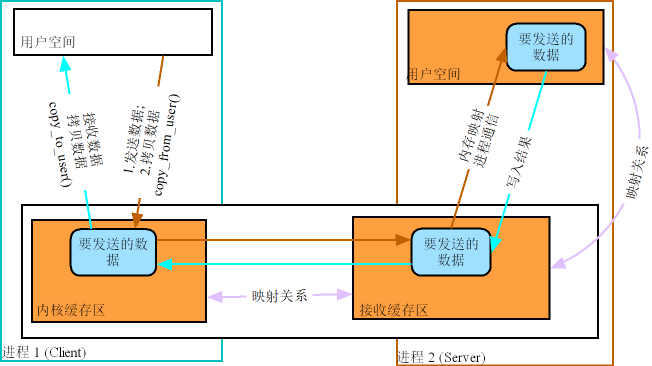 用户空间
要发送的
数据
用户空间
接收数据
拷贝数据
copy_to_user()
1.发送数据;
2.拷贝数据
copy_from_user()
内存映射
进程通信
写入结果
映射关系
要发送的数
据
要发送的
数据
内核缓存区
映射关系
接收缓存区
进程 1 (Client)
进程 2 (Server)